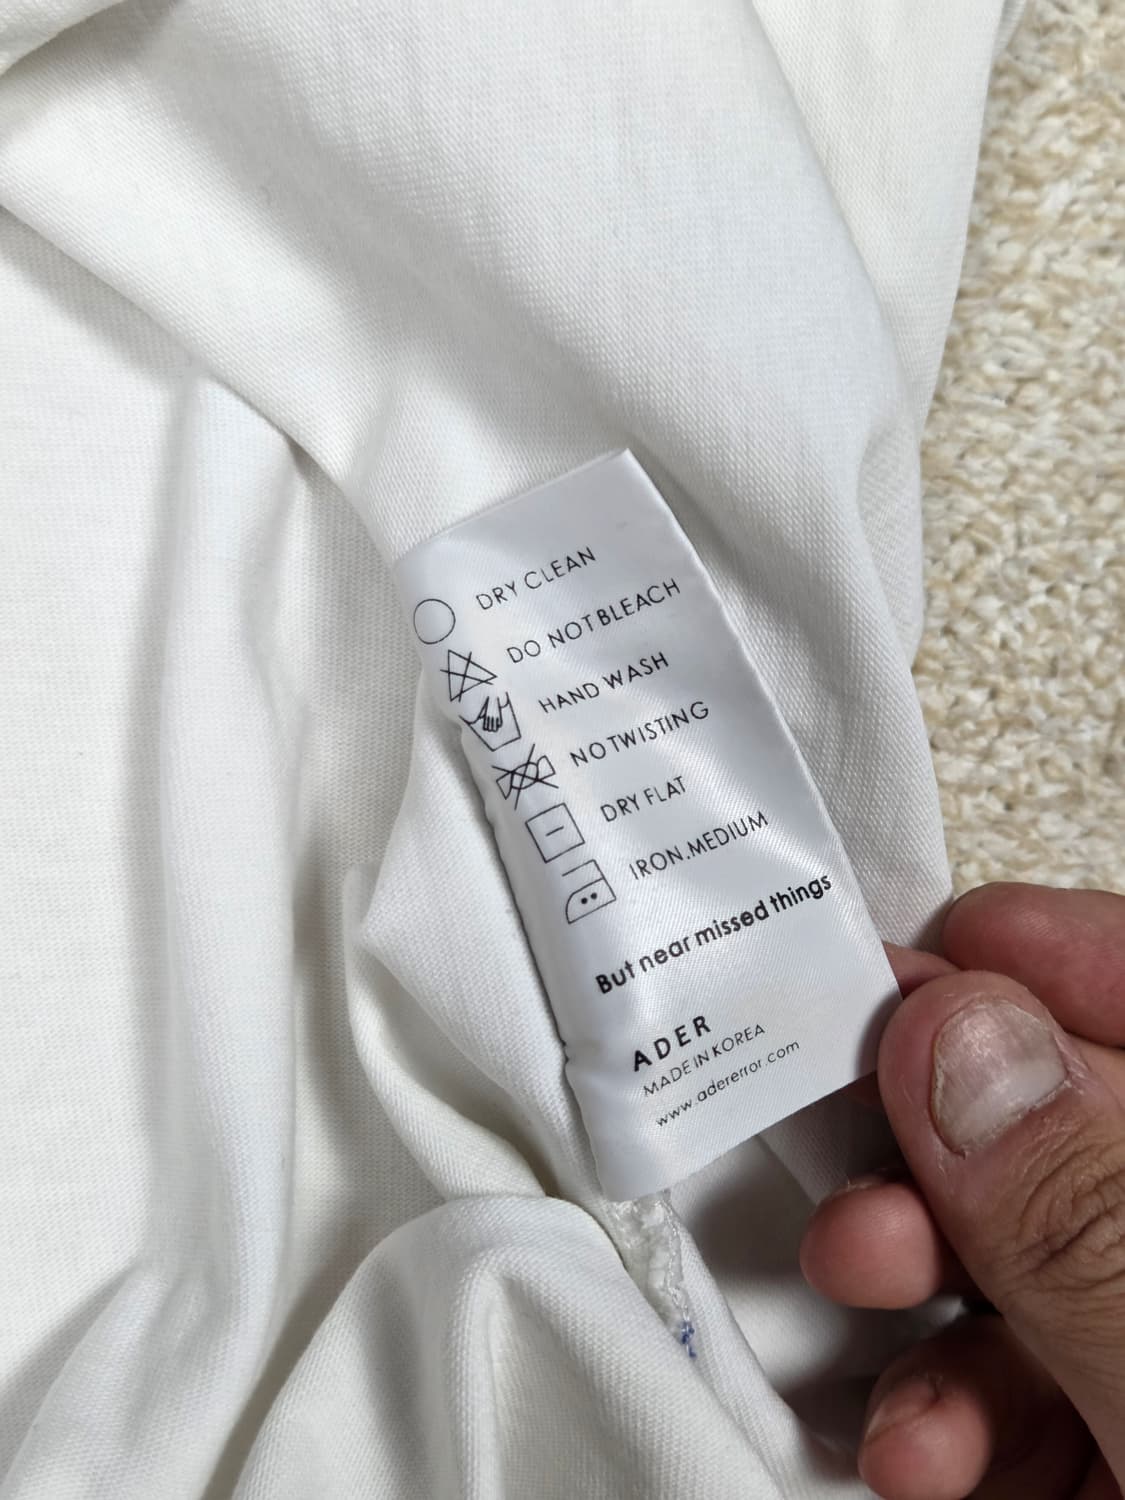 DRY CLEAN
DO NOT BLEACH
HAND WASH
NO TWISTING
DRY FLAT
IRON.MEDIUM
But near missed things
ADER
MADE IN KOREA
www.adererror.com